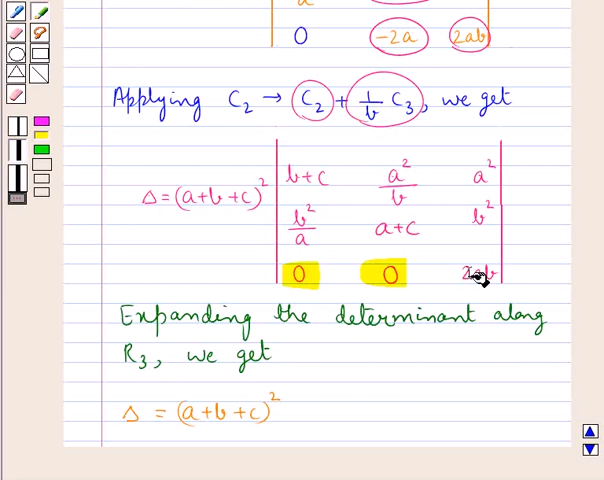 a
0 -2a 2ab
Applying C₂ → C₂ + 1/b C₃, we get
Δ = (a+b+c)²
b+c a²/b a²
b²/a a+c b²
0 0 2ab
Expanding the determinant along
R₃, we get
Δ = (a+b+c)²